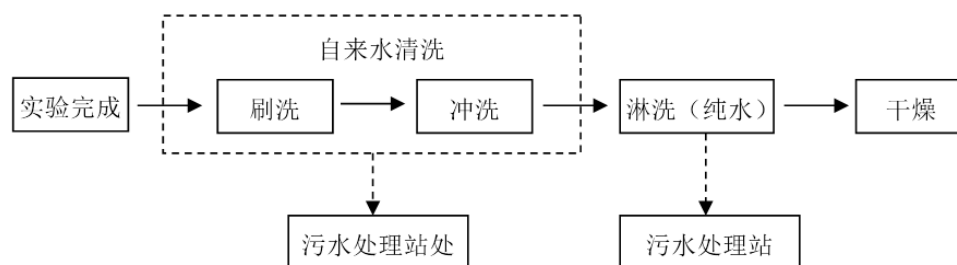 自来水清洗
实验完成
刷洗
冲洗
淋洗（纯水）
干燥
污水处理站处
污水处理站